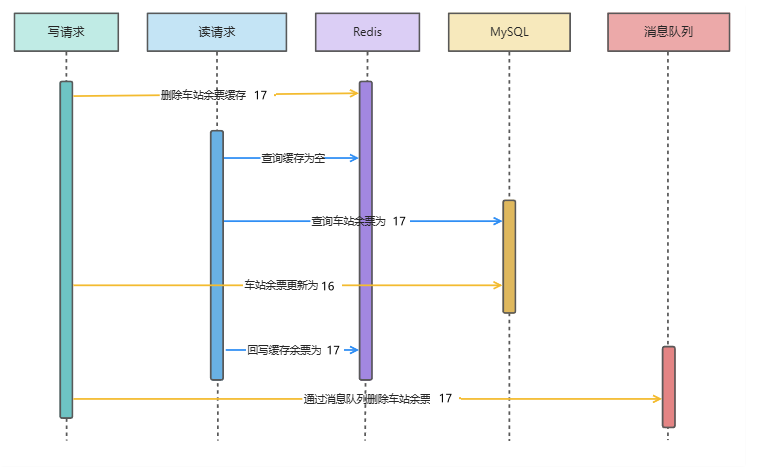 写请求
读请求
Redis
MySQL
消息队列
删除车站余票缓存 17
查询缓存为空
查询车站余票为 17
车站余票更新为 16
回写缓存余票为 17
通过消息队列删除车站余票 17